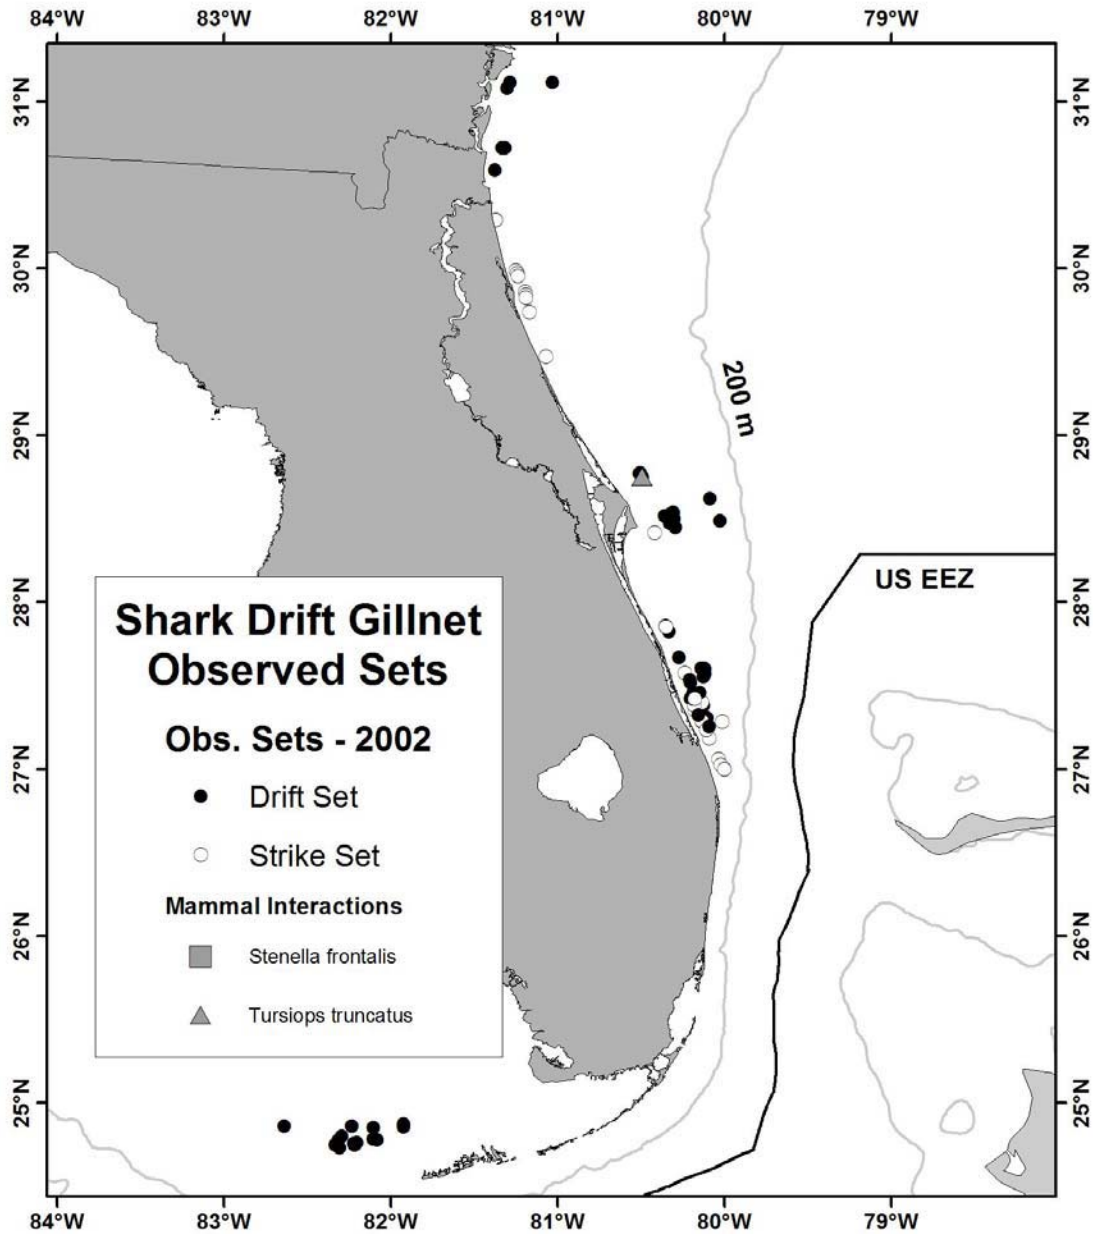 84°W 83°W 82°W 81°W 80°W 79°W
31°N 31°N
30°N 30°N
200 m
29°N 29°N
US EEZ
28°N 28°N
Shark Drift Gillnet
Observed Sets
Obs. Sets - 2002
27°N 27°N
Drift Set
Strike Set
Mammal Interactions
26°N 26°N
Stenella frontalis
Tursiops truncatus
25°N 25°N
84°W 83°W 82°W 81°W 80°W 79°W